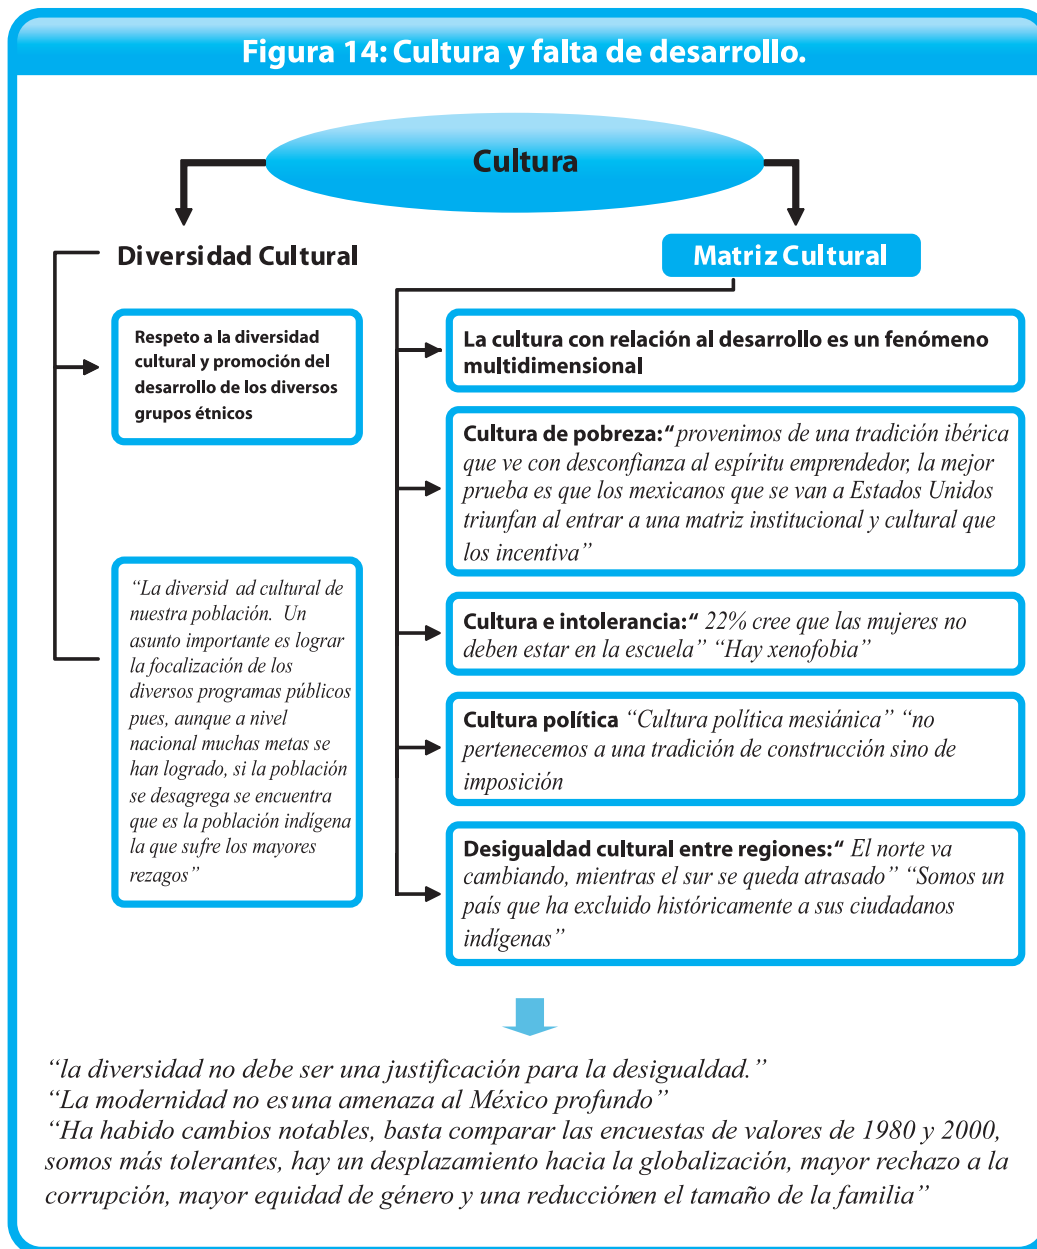 Figura 14: Cultura y falta de desarrollo.
Cultura
Diversidad Cultural
Respeto a la diversidad
cultural y promoción del
desarrollo de los diversos
grupos étnicos
“La diversid ad cultural de
nuestra población. Un
asunto importante es lograr
la focalización de los
diversos programas públicos
pues, aunque a nivel
nacional muchas metas se
han logrado, si la población
se desagrega se encuentra
que es la población indígena
la que sufre los mayores
rezagos”
Matriz Cultural
La cultura con relación al desarrollo es un fenómeno
multidimensional
Cultura de pobreza:“ provenimos de una tradición ibérica
que ve con desconfianza al espíritu emprendedor, la mejor
prueba es que los mexicanos que se van a Estados Unidos
triunfan al entrar a una matriz institucional y cultural que
los incentiva”
Cultura e intolerancia:“ 22% cree que las mujeres no
deben estar en la escuela” “Hay xenofobia”
Cultura política “Cultura política mesiánica” “no
pertenecemos a una tradición de construcción sino de
imposición
Desigualdad cultural entre regiones:“ El norte va
cambiando, mientras el sur se queda atrasado” “Somos un
país que ha excluido históricamente a sus ciudadanos
indígenas”
“la diversidad no debe ser una justificación para la desigualdad.”
“La modernidad no es una amenaza al México profundo”
“Ha habido cambios notables, basta comparar las encuestas de valores de 1980 y 2000,
somos más tolerantes, hay un desplazamiento hacia la globalización, mayor rechazo a la
corrupción, mayor equidad de género y una reducciónen el tamaño de la familia”